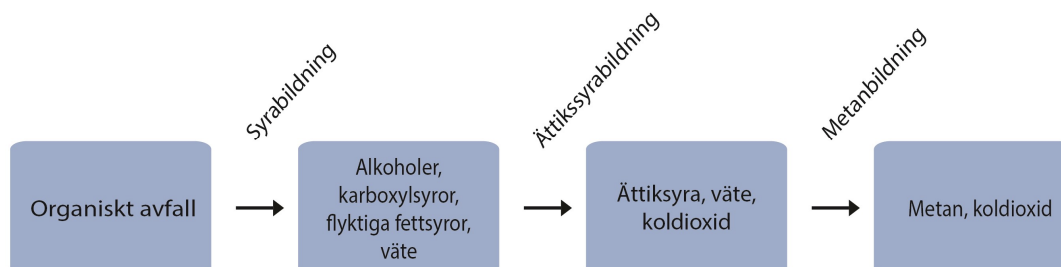 Syrabildning
Ättikssyrabildning
Metanbildning
Organiskt avfall
Alkoholer,
karboxylsyror,
flyktiga fettsyror,
väte
Ättiksyra, väte,
koldioxid
Metan, koldioxid